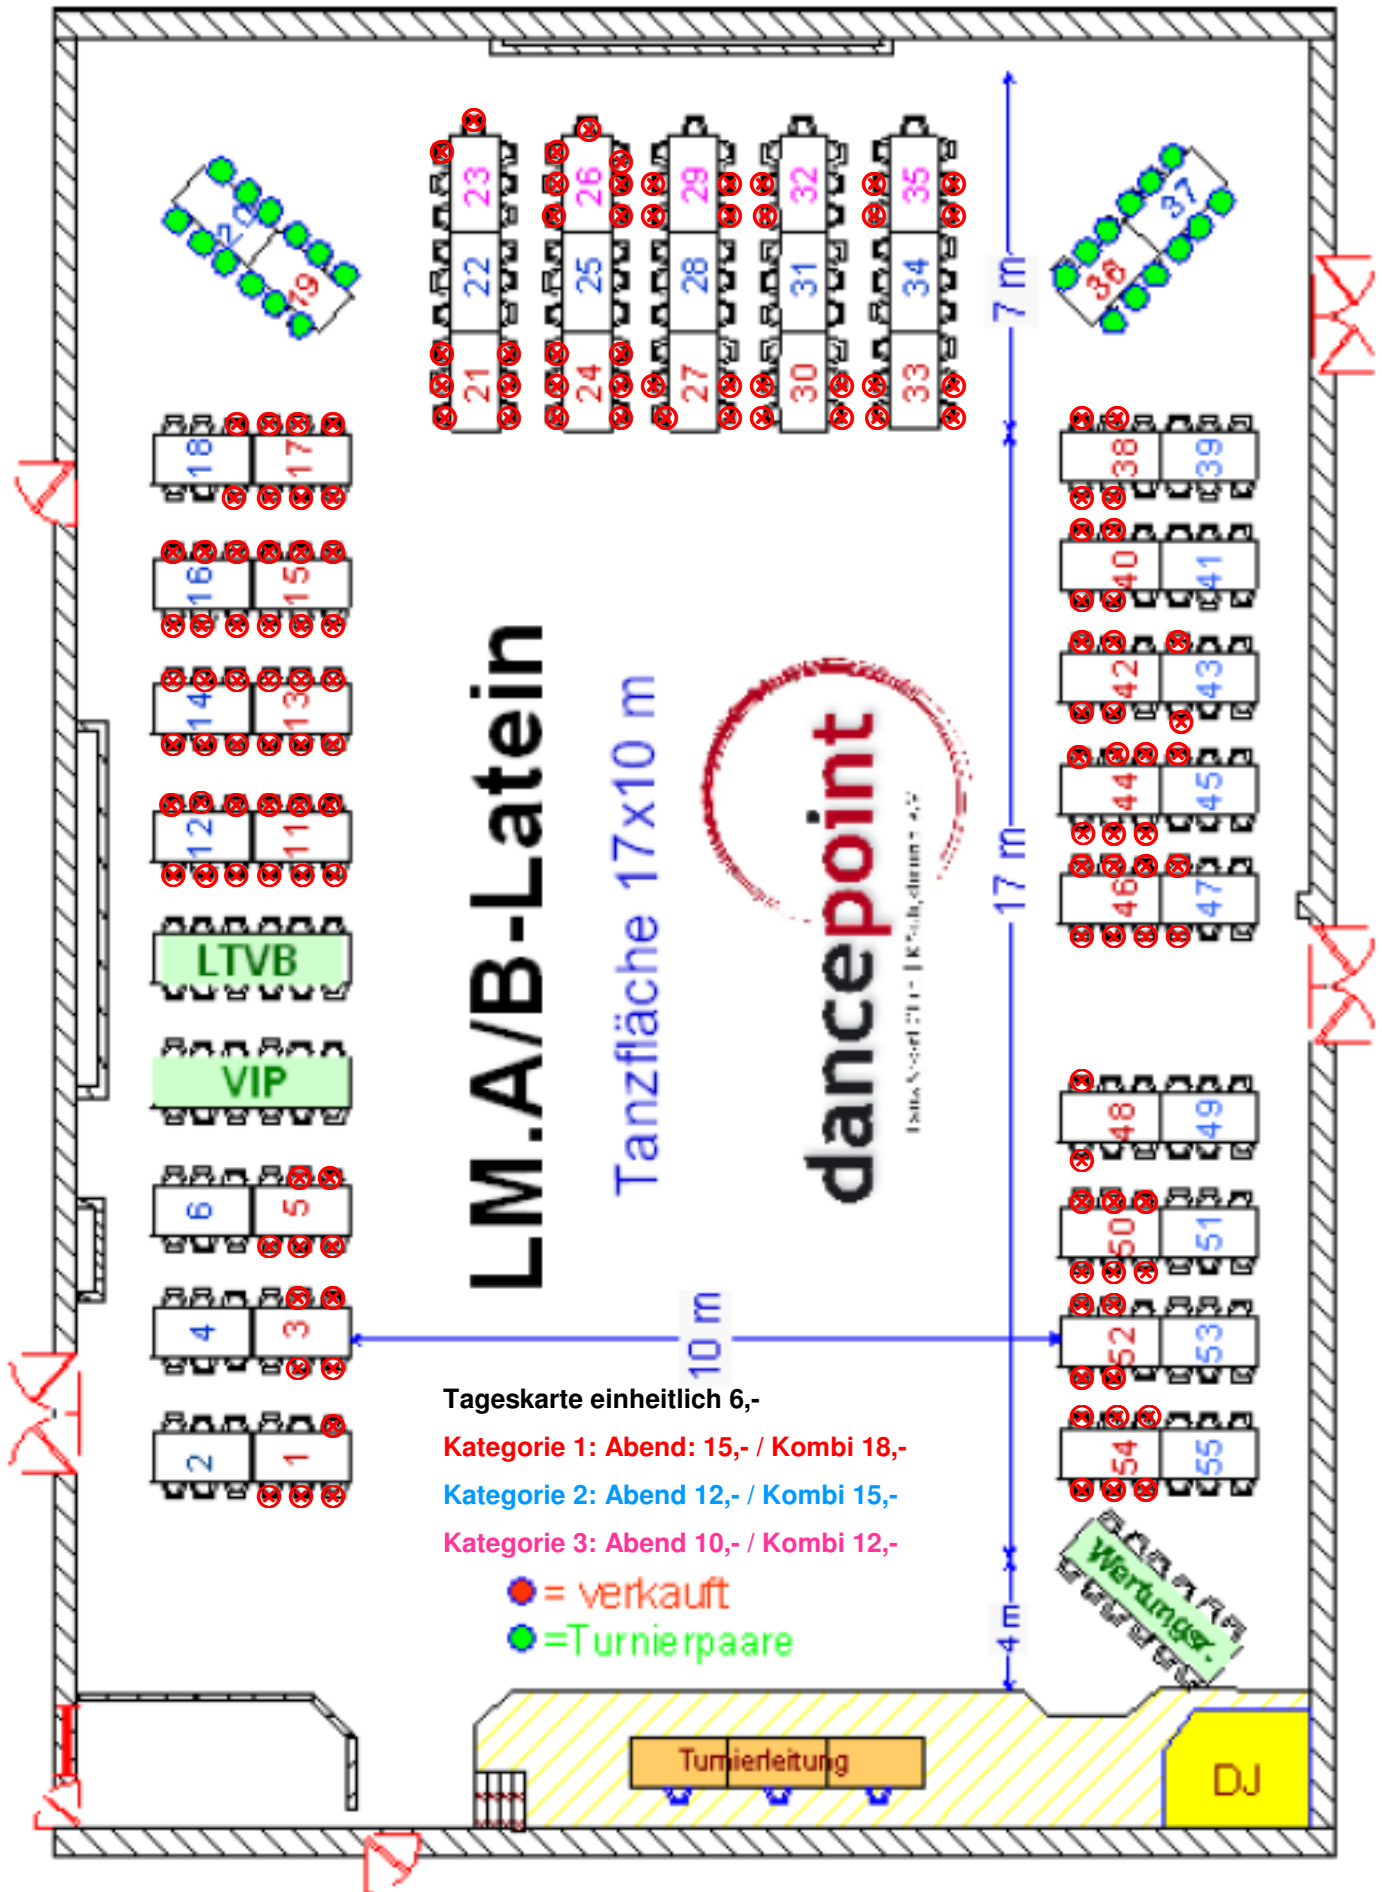 23 26 29 32 35
22 25 28 31 34
21 24 27 30 33
20
19
37
36
7 m
18 17
16 15
14 13
12 11
LTVB
VIP
6 5
4 3
2 1
38 39
40 41
42 43
44 45
46 47
48 49
50 51
52 53
54 55
LM.A/B-Latein
Tanzfläche 17x10 m
dancepoint
17 m
10 m
Tageskarte einheitlich 6,-
Kategorie 1: Abend: 15,- / Kombi 18,-
Kategorie 2: Abend 12,- / Kombi 15,-
Kategorie 3: Abend 10,- / Kombi 12,-
= verkauft
=Turnierpaare
4 m
Wertungsr.
Turnierleitung
DJ